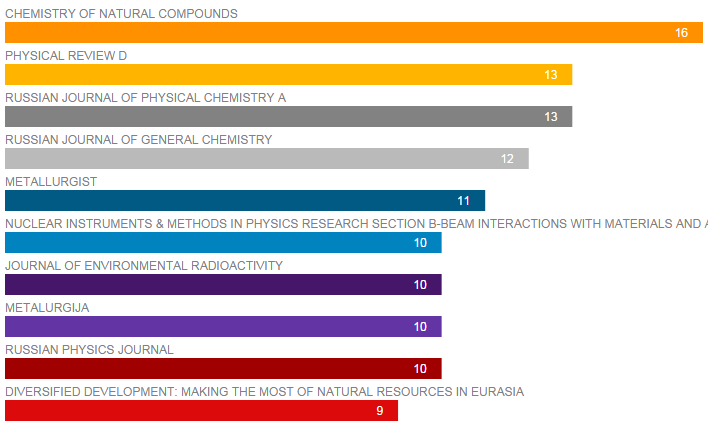 CHEMISTRY OF NATURAL COMPOUNDS
16
PHYSICAL REVIEW D
13
RUSSIAN JOURNAL OF PHYSICAL CHEMISTRY A
13
RUSSIAN JOURNAL OF GENERAL CHEMISTRY
12
METALLURGIST
11
NUCLEAR INSTRUMENTS & METHODS IN PHYSICS RESEARCH SECTION B-BEAM INTERACTIONS WITH MATERIALS AND
10
JOURNAL OF ENVIRONMENTAL RADIOACTIVITY
10
METALURGIJA
10
RUSSIAN PHYSICS JOURNAL
10
DIVERSIFIED DEVELOPMENT: MAKING THE MOST OF NATURAL RESOURCES IN EURASIA
9